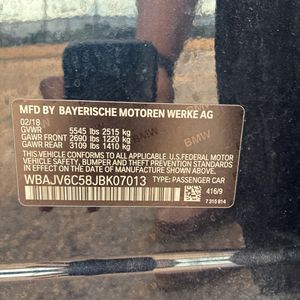 MFD BY BAYERISCHE MOTOREN WERKE AG
02/18
GVWR 5545 lbs 2515 kg
GAWR FRONT 2690 lbs 1220 kg
GAWR REAR 3109 lbs 1410 kg
THIS VEHICLE CONFORMS TO ALL APPLICABLE U.S. FEDERAL MOTOR
VEHICLE SAFETY, BUMPER, AND THEFT PREVENTION STANDARDS IN
EFFECT ON THE DATE OF MANUFACTURE SHOWN ABOVE.
WBAJV6C58JBK07013 TYPE: PASSENGER CAR
416/9
7 315 814
BMW